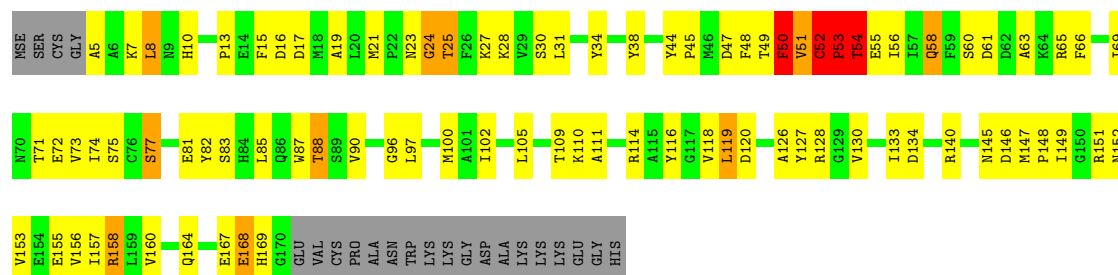 MSE SER CYS GLY A5 A6 K7 L8 N9 H10 P13 E14 F15 D16 D17 M18 A19 L20 M21 P22 N23 G24 T25 F26 K27 K28 V29 S30 L31 Y34 Y38 Y44 P45 M46 D47 F48 T49 F50 V51 C52 P53 T54 E55 I56 I57 Q58 F59 S60 D61 D62 A63 K64 R65 F66 I69
N70 T71 E72 V73 I74 S75 C76 S77 E81 Y82 S83 H84 L85 Q86 W87 T88 S89 V90 G96 L97 M100 A101 I102 L105 T109 K110 A111 R114 A115 Y116 G117 V118 L119 D120 A126 Y127 R128 G129 V130 I133 D134 R140 N145 D146 M147 P148 I149 G150 R151 N152
V153 E154 E155 V156 I157 R158 L159 V160 Q164 E167 E168 H169 G170 GLU VAL CYS PRO ALA ASN TRP LYS LYS GLY ASP ALA LYS LYS LYS GLU GLY HIS